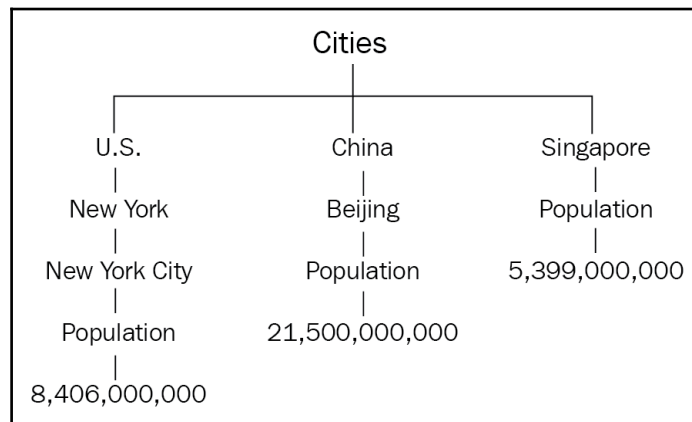 Cities
U.S.
China
Singapore
New York
Beijing
Population
New York City
Population
5,399,000,000
Population
21,500,000,000
8,406,000,000